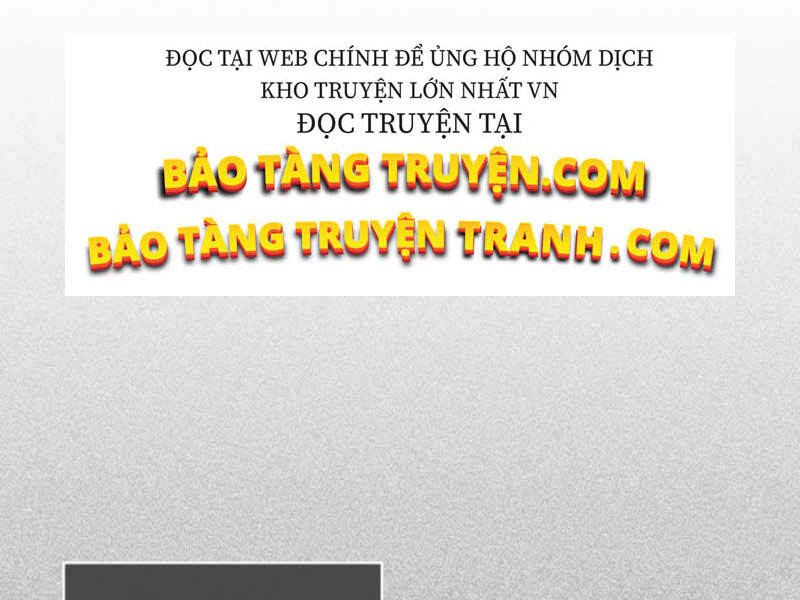 ĐỌC TẠI WEB CHÍNH ĐỂ ỦNG HỘ NHÓM DỊCH
KHO TRUYỆN LỚN NHẤT VN
ĐỌC TRUYỆN TẠI
BẢO TÀNG TRUYỆN.COM
BẢO TÀNG TRUYỆN TRANH.COM